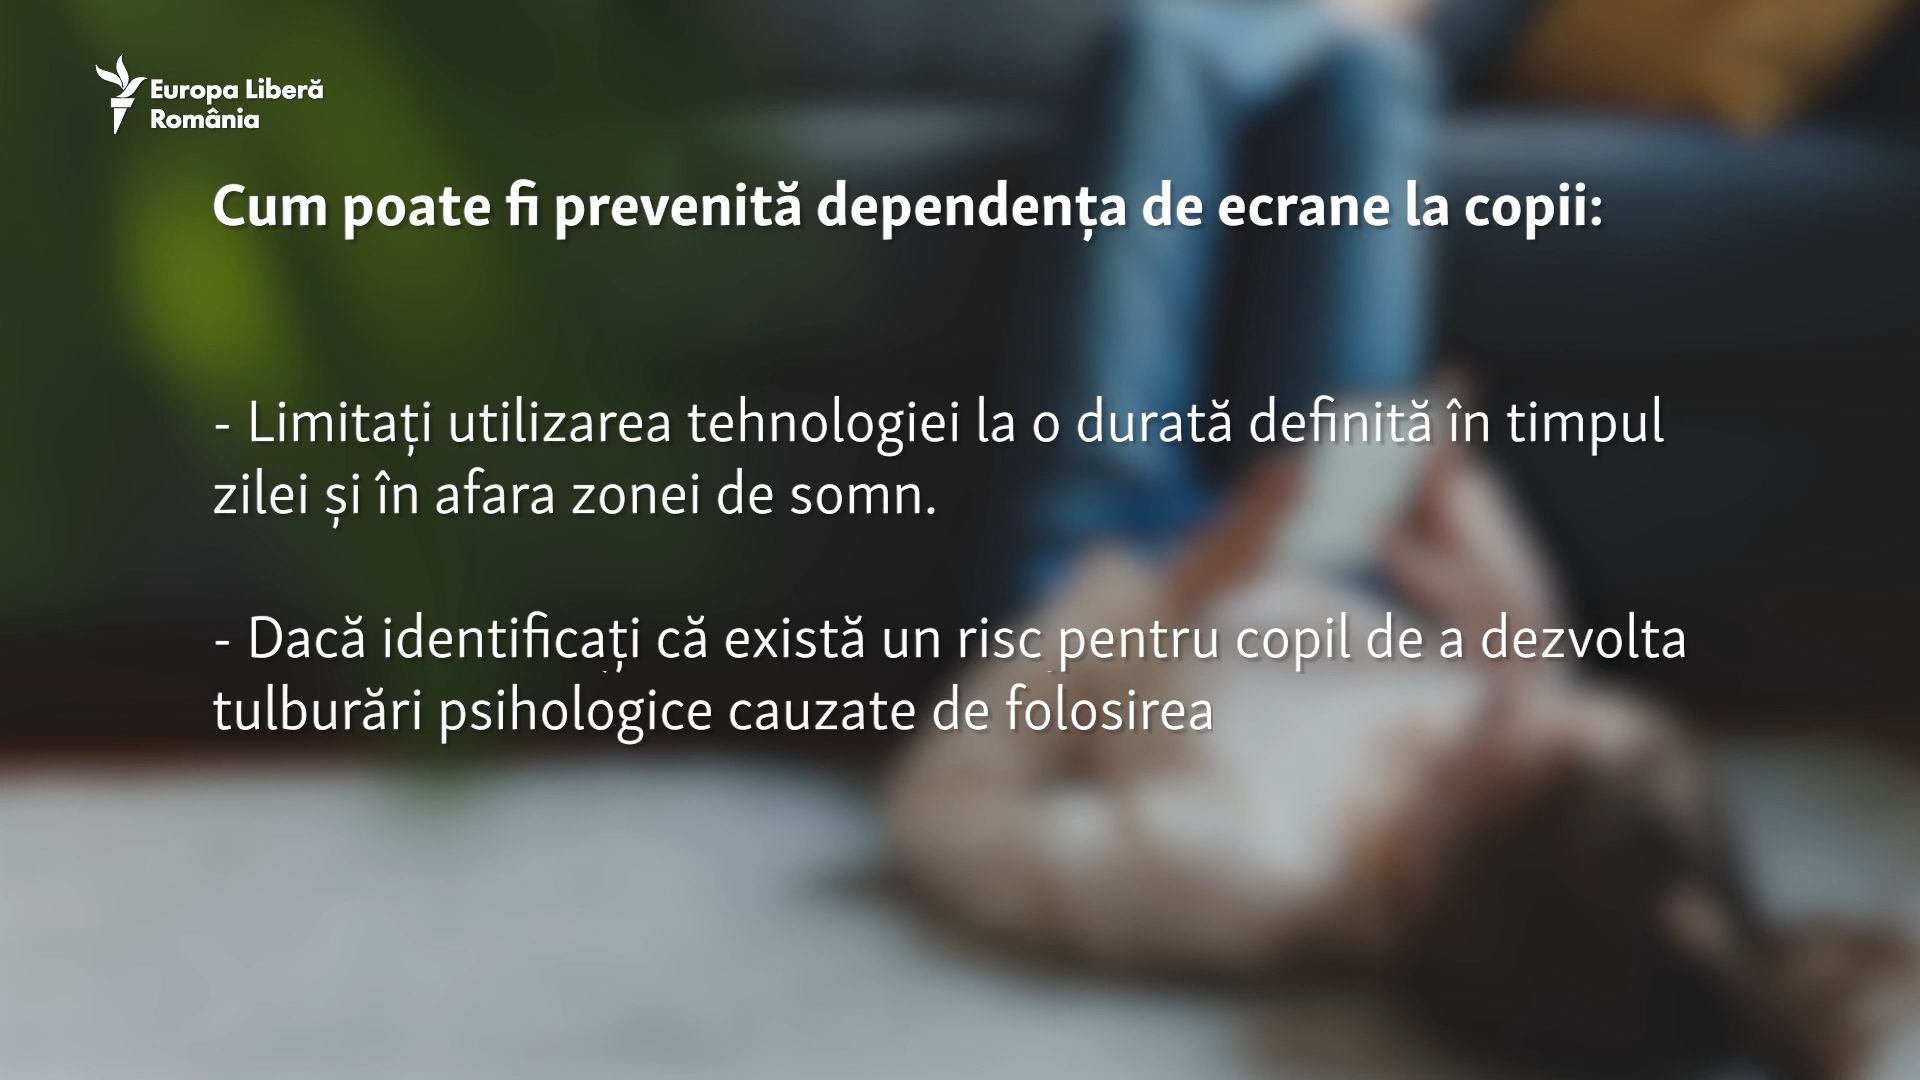 Europa Liberă
România
Cum poate fi prevenită dependența de ecrane la copii:
- Limitați utilizarea tehnologiei la o durată definită în timpul
zilei și în afara zonei de somn.
- Dacă identificați că există un risc pentru copil de a dezvolta
tulburări psihologice cauzate de folosirea